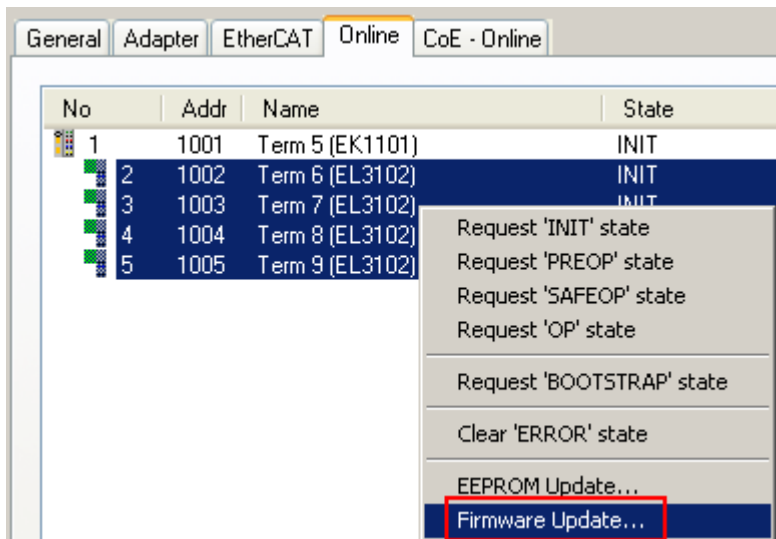 General Adapter EtherCAT Online CoE - Online
No Addr Name State
1 1001 Term 5 (EK1101) INIT
2 1002 Term 6 (EL3102) INIT
3 1003 Term 7 (EL3102) INIT
4 1004 Term 8 (EL3102)
5 1005 Term 9 (EL3102)
Request 'INIT' state
Request 'PREOP' state
Request 'SAFEOP' state
Request 'OP' state
Request 'BOOTSTRAP' state
Clear 'ERROR' state
EEPROM Update...
Firmware Update...